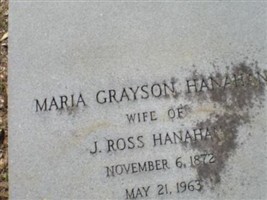 MARIA GRAYSON HANAHAN
WIFE OF
J. ROSS HANAHAN
NOVEMBER 6, 1872
MAY 21, 1963